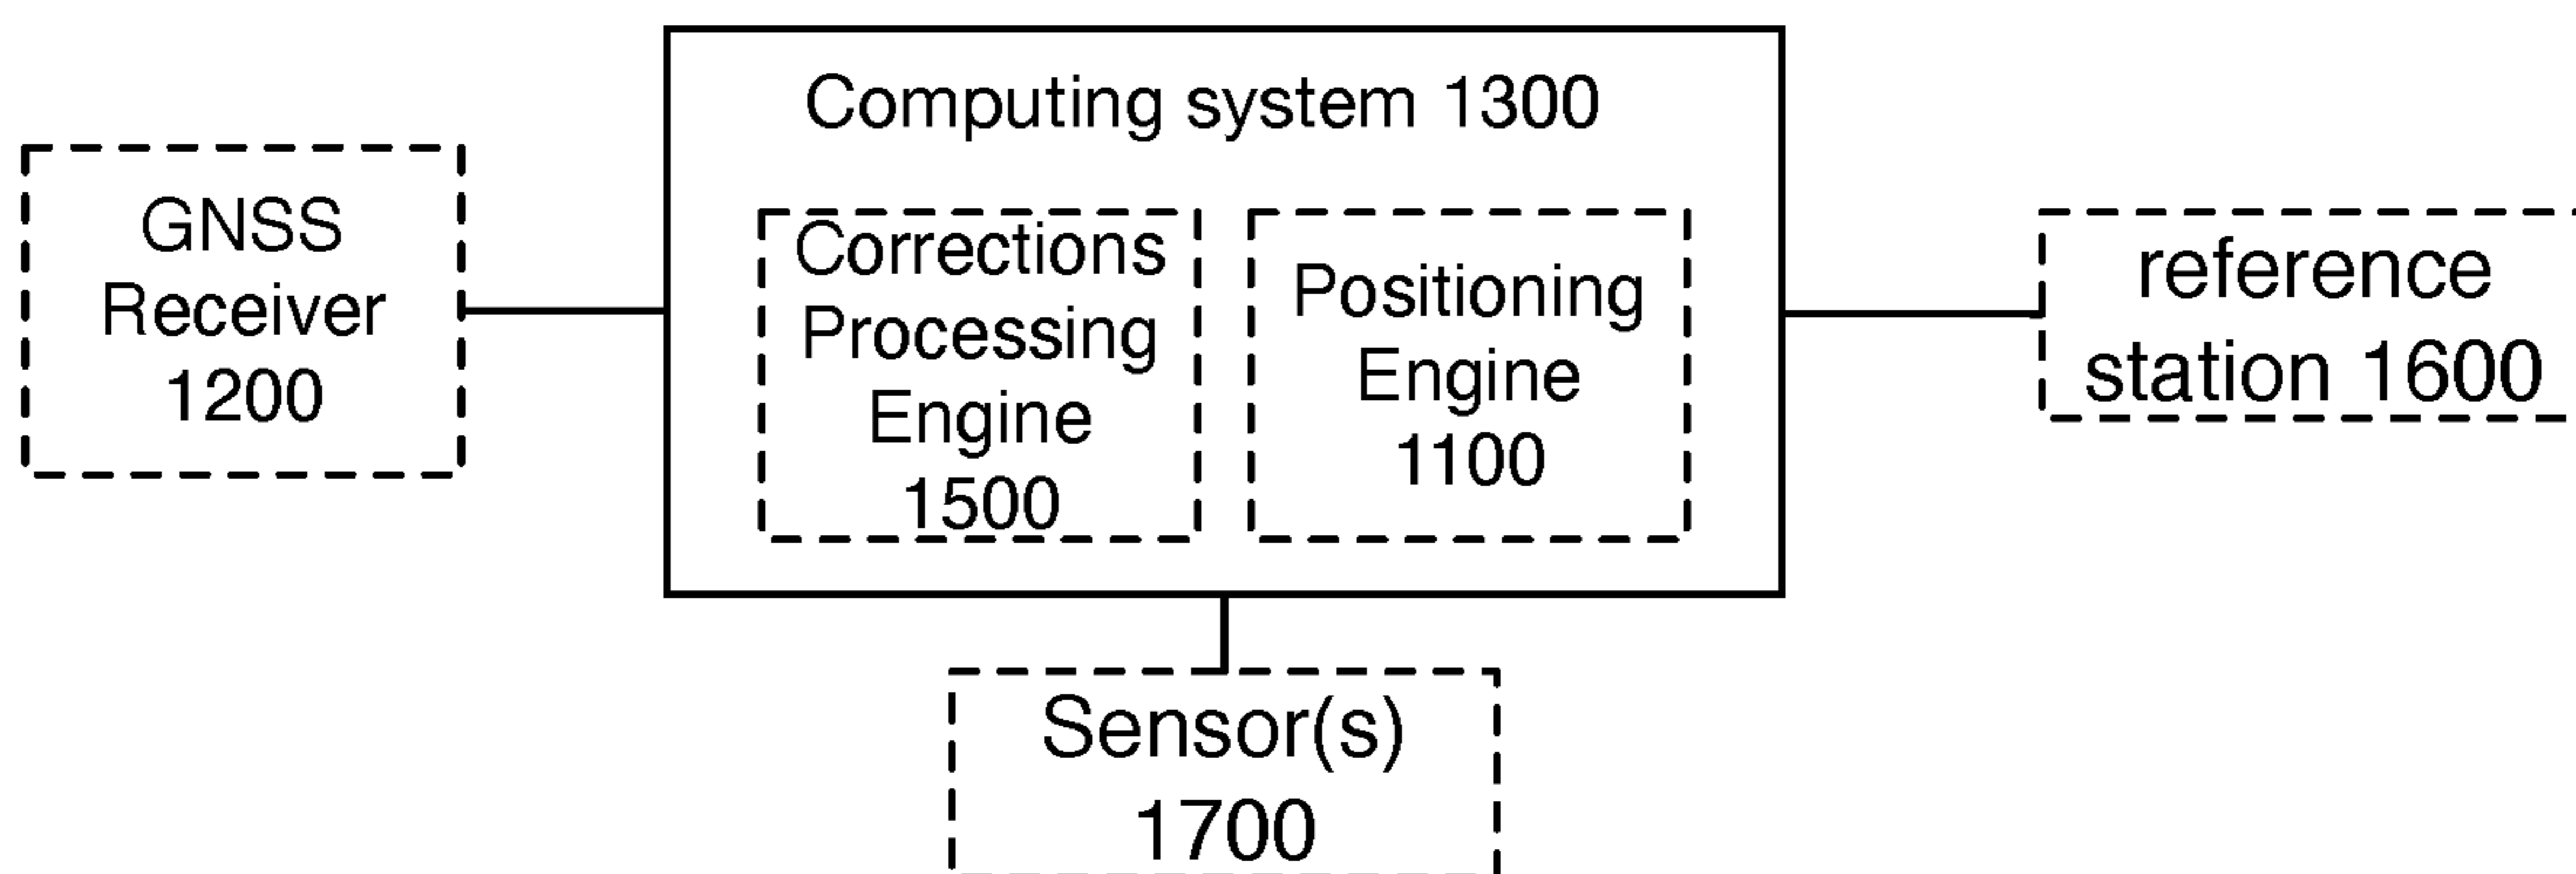 Computing system 1300
GNSS
Receiver
1200
Corrections
Processing
Engine
1500
Positioning
Engine
1100
reference
station 1600
Sensor(s)
1700